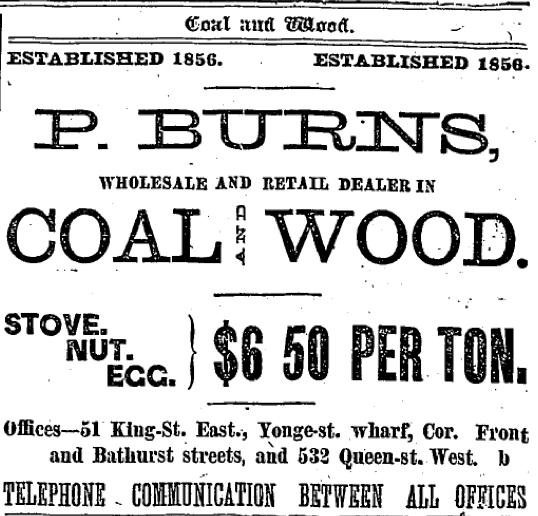 Coal and Wood.
ESTABLISHED 1856. ESTABLISHED 1856.
P. BURNS,
WHOLESALE AND RETAIL DEALER IN
COAL AND WOOD.
STOVE.
NUT.
EGG.
$6 50 PER TON.
Offices—51 King-St. East., Yonge-st. wharf, Cor. Front
and Bathurst streets, and 532 Queen-st. West. b
TELEPHONE COMMUNICATION BETWEEN ALL OFFICES